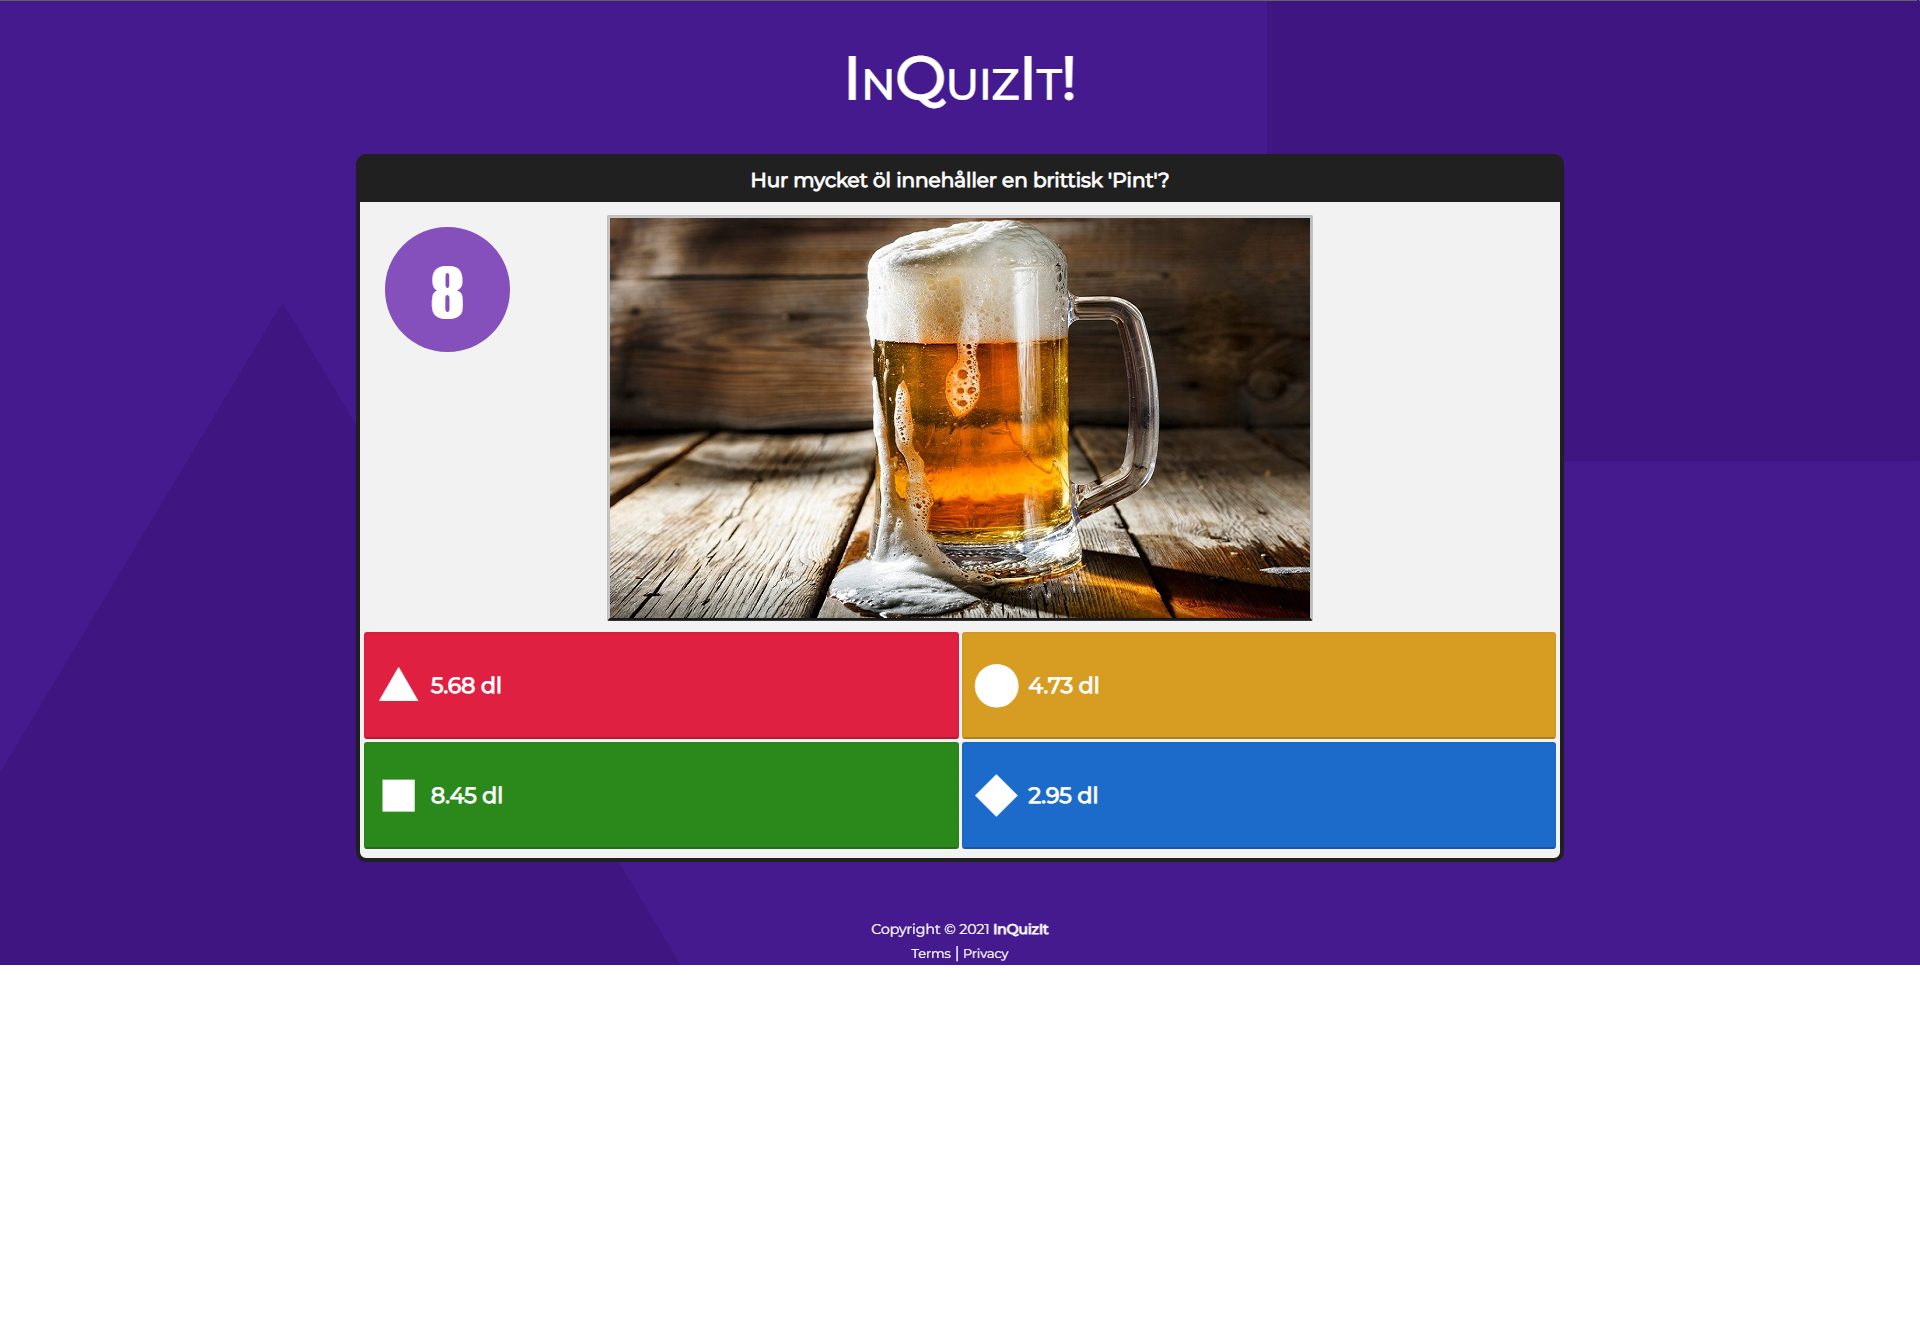 InQuizIt!
Hur mycket öl innehåller en brittisk 'Pint'?
8
5.68 dl
4.73 dl
8.45 dl
2.95 dl
Copyright © 2021 InQuizIt
Terms | Privacy